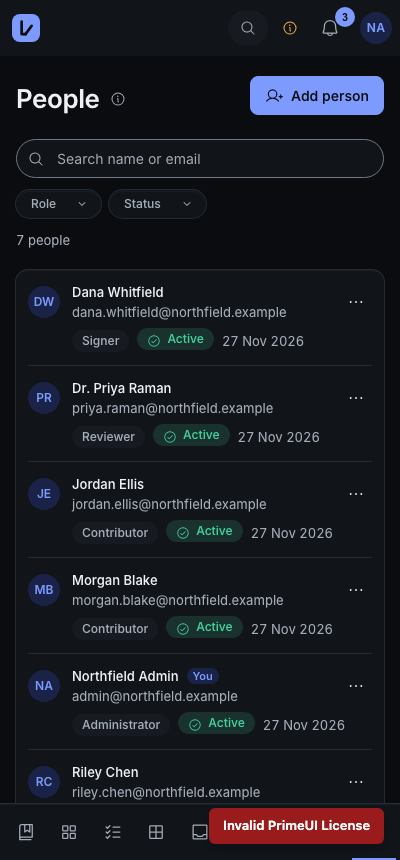 3
NA
People
Add person
Search name or email
Role
Status
7 people
DW
Dana Whitfield
dana.whitfield@northfield.example
Signer
Active
27 Nov 2026
PR
Dr. Priya Raman
priya.raman@northfield.example
Reviewer
Active
27 Nov 2026
JE
Jordan Ellis
jordan.ellis@northfield.example
Contributor
Active
27 Nov 2026
MB
Morgan Blake
morgan.blake@northfield.example
Contributor
Active
27 Nov 2026
NA
Northfield Admin You
admin@northfield.example
Administrator
Active
27 Nov 2026
RC
Riley Chen
riley.chen@northfield.example
Invalid PrimeUI License